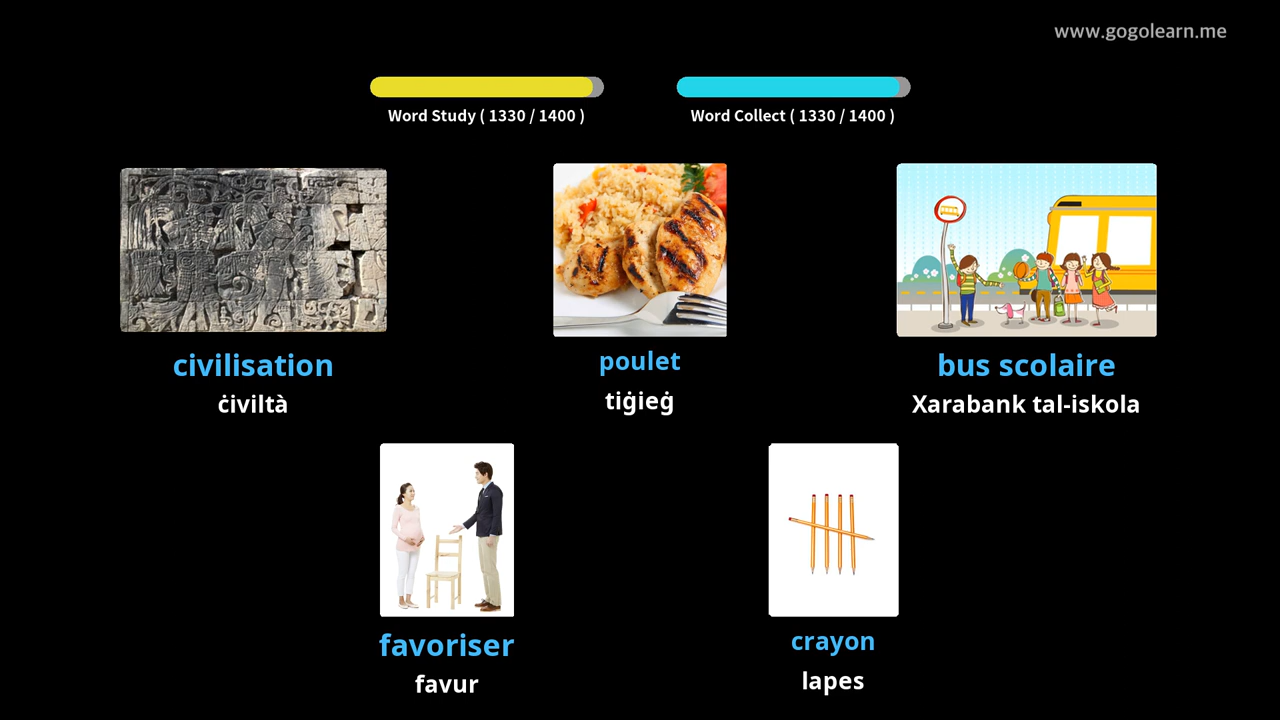 www.gogolearn.me
Word Study ( 1330 / 1400 )
Word Collect ( 1330 / 1400 )
civilisation
ċiviltà
poulet
tiġieġ
bus scolaire
Xarabank tal-iskola
favoriser
favur
crayon
lapes